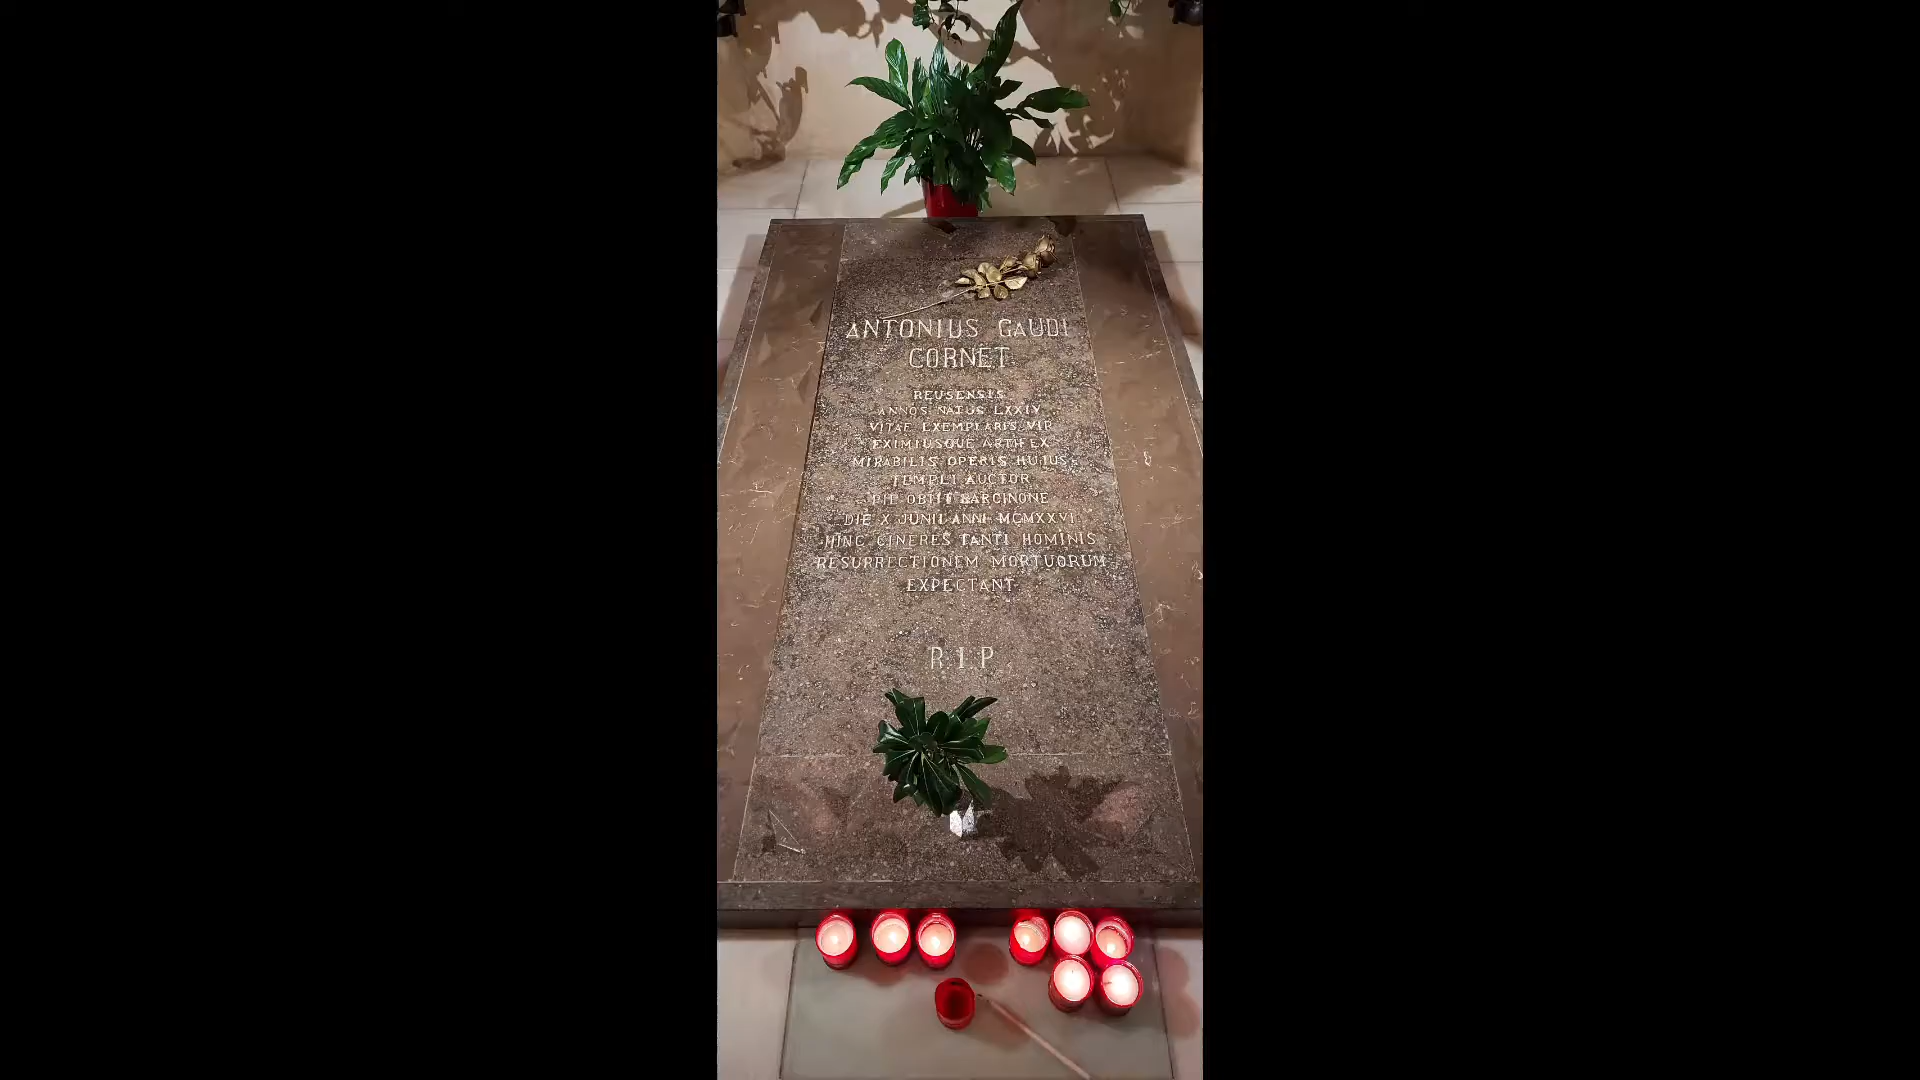 ANTONIUS GAUDI
CORNET
REUSENSIS
ANNOS NATUS LXXIV
VITAE EXEMPLARIS VIR
EXIMIUSQUE ARTIFEX
MIRABILIS OPERIS HUJUS
TEMPLI AUCTOR
PIE OBIIT BARCINONE
DIE X JUNII ANNI MCMXXVI
HINC CINERES TANTI HOMINIS
RESURRECTIONEM MORTUORUM
EXPECTANT
R.I.P